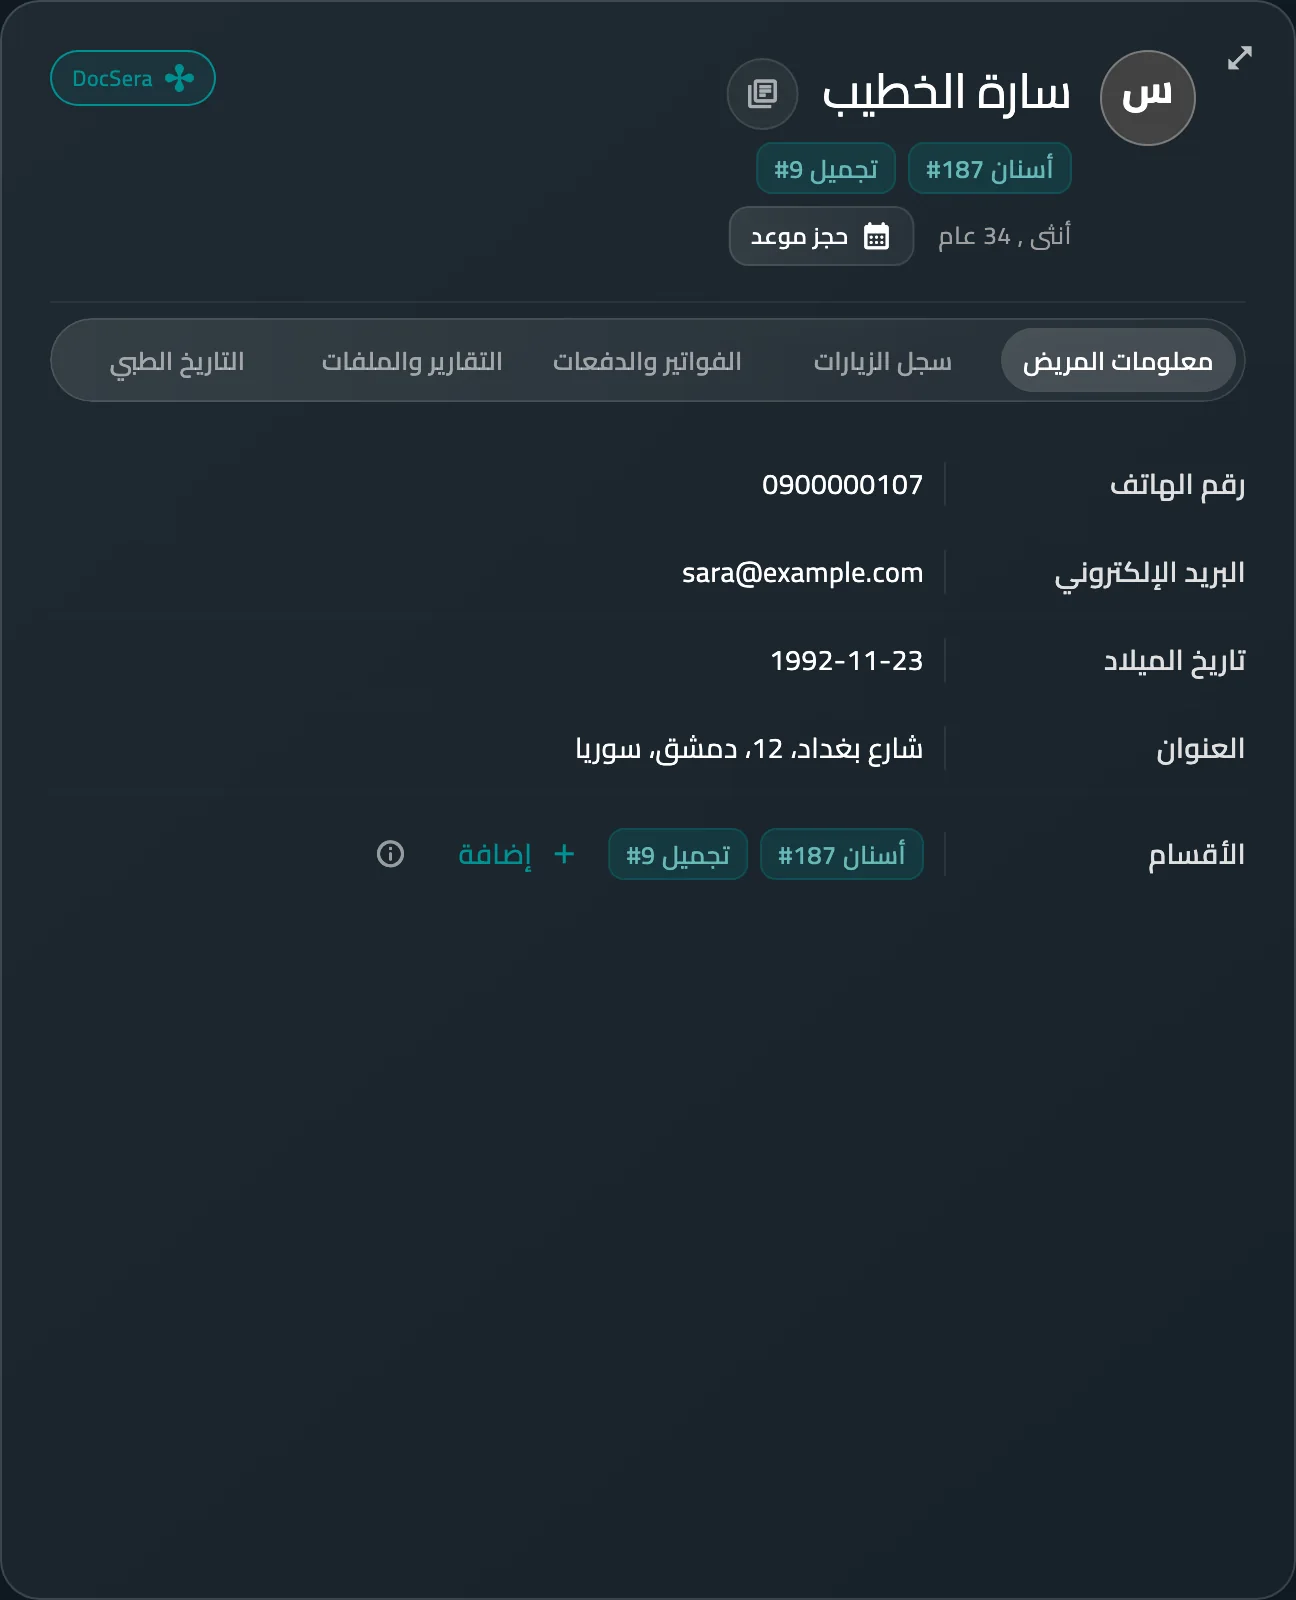 س
سارة الخطيب
DocSera
أسنان 187#
تجميل 9#
أنثى , 34 عام
حجز موعد
معلومات المريض
سجل الزيارات
الفواتير والدفعات
التقارير والملفات
التاريخ الطبي
رقم الهاتف 0900000107
البريد الإلكتروني sara@example.com
تاريخ الميلاد 1992-11-23
العنوان شارع بغداد، 12، دمشق، سوريا
الأقسام أسنان 187# تجميل 9# + إضافة